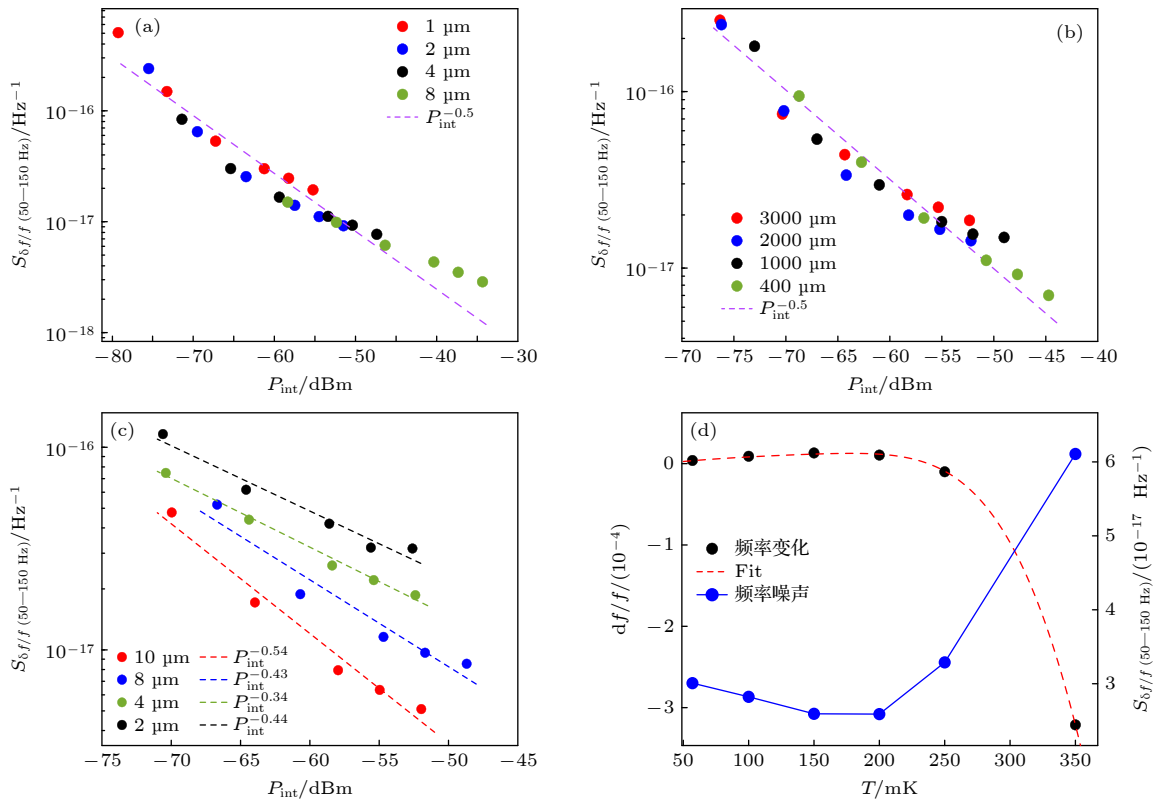 (a)
1 µm
2 µm
4 µm
8 µm
P_int^−0.5
10^−16
10^−17
10^−18
S_δf/f (50—150 Hz)/Hz^−1
−80 −70 −60 −50 −40 −30
P_int/dBm
(b)
3000 µm
2000 µm
1000 µm
400 µm
P_int^−0.5
10^−16
10^−17
S_δf/f (50—150 Hz)/Hz^−1
−70 −75 −70 −65 −60 −55 −50 −45 −40
P_int/dBm
(c)
10 µm P_int^−0.54
8 µm P_int^−0.43
4 µm P_int^−0.34
2 µm P_int^−0.44
10^−16
10^−17
S_δf/f (50—150 Hz)/Hz^−1
−75 −70 −65 −60 −55 −50 −45
P_int/dBm
(d)
频率变化
Fit
频率噪声
0
−1
−2
−3
df/f/(10^−4)
6
5
4
3
S_δf/f (50—150 Hz)/(10^−17 Hz^−1)
50 100 150 200 250 300 350
T/mK